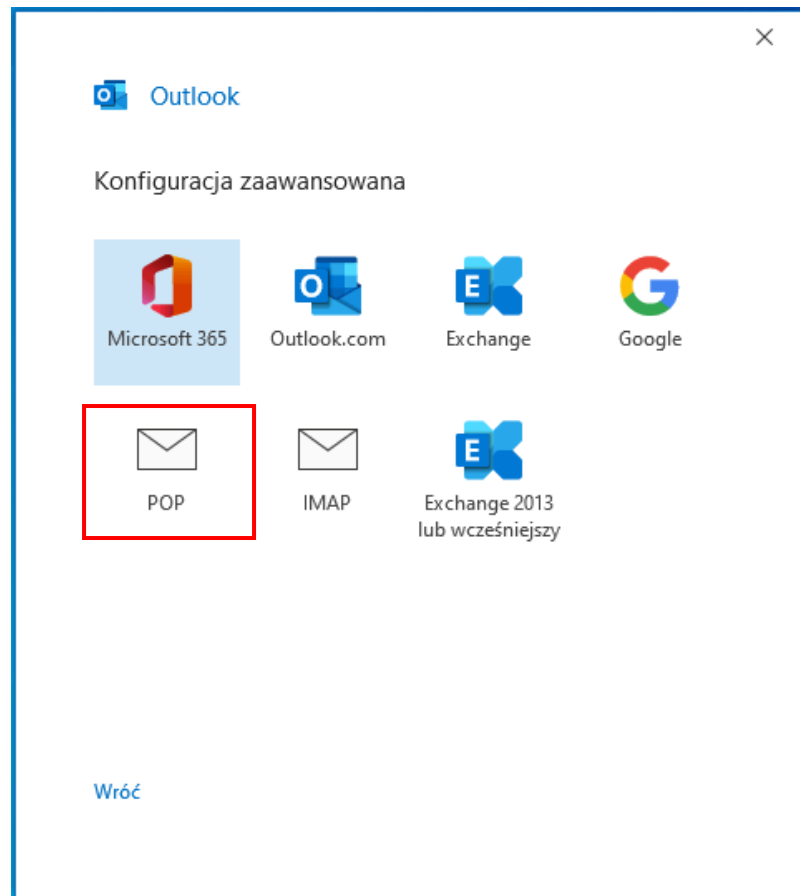 Outlook
Konfiguracja zaawansowana
Microsoft 365
Outlook.com
Exchange
Google
POP
IMAP
Exchange 2013
lub wcześniejszy
Wróć